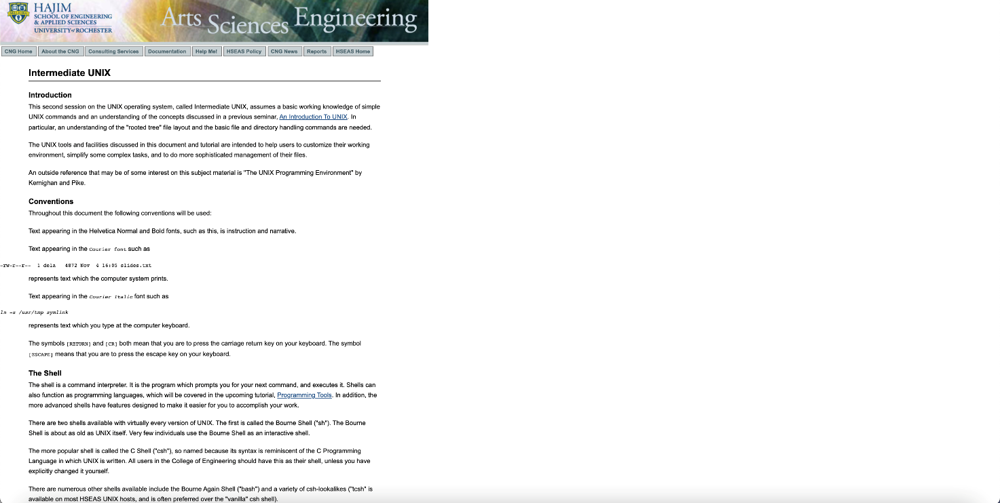 HAJIM
SCHOOL OF ENGINEERING
& APPLIED SCIENCES
UNIVERSITY of ROCHESTER
Arts Sciences Engineering
MELIORA
CNG Home About the CNG Consulting Services Documentation Help Me! HSEAS Policy CNG News Reports HSEAS Home
Intermediate UNIX
Introduction
This second session on the UNIX operating system, called Intermediate UNIX, assumes a basic working knowledge of simple
UNIX commands and an understanding of the concepts discussed in a previous seminar, An Introduction To UNIX. In
particular, an understanding of the "rooted tree" file layout and the basic file and directory handling commands are needed.
The UNIX tools and facilities discussed in this document and tutorial are intended to help users to customize their working
environment, simplify some complex tasks, and to do more sophisticated management of their files.
An outside reference that may be of some interest on this subject material is "The UNIX Programming Environment" by
Kernighan and Pike.
Conventions
Throughout this document the following conventions will be used:
Text appearing in the Helvetica Normal and Bold fonts, such as this, is instruction and narrative.
Text appearing in the Courier font such as
-rw-r--r-- 1 dela 4872 Nov 4 16:05 slides.txt
represents text which the computer system prints.
Text appearing in the Courier Italic font such as
ln -s /usr/tmp symlink
represents text which you type at the computer keyboard.
The symbols [RETURN] and [CR] both mean that you are to press the carriage return key on your keyboard. The symbol
[ESCAPE] means that you are to press the escape key on your keyboard.
The Shell
The shell is a command interpreter. It is the program which prompts you for your next command, and executes it. Shells can
also function as programming languages, which will be covered in the upcoming tutorial, Programming Tools. In addition, the
more advanced shells have features designed to make it easier for you to accomplish your work.
There are two shells available with virtually every version of UNIX. The first is called the Bourne Shell ("sh"). The Bourne
Shell is about as old as UNIX itself. Very few individuals use the Bourne Shell as an interactive shell.
The more popular shell is called the C Shell ("csh"), so named because its syntax is reminiscent of the C Programming
Language in which UNIX is written. All users in the College of Engineering should have this as their shell, unless you have
explicitly changed it yourself.
There are numerous other shells available include the Bourne Again Shell ("bash") and a variety of csh-lookalikes ("tcsh" is
available on most HSEAS UNIX hosts, and is often preferred over the "vanilla" csh shell).